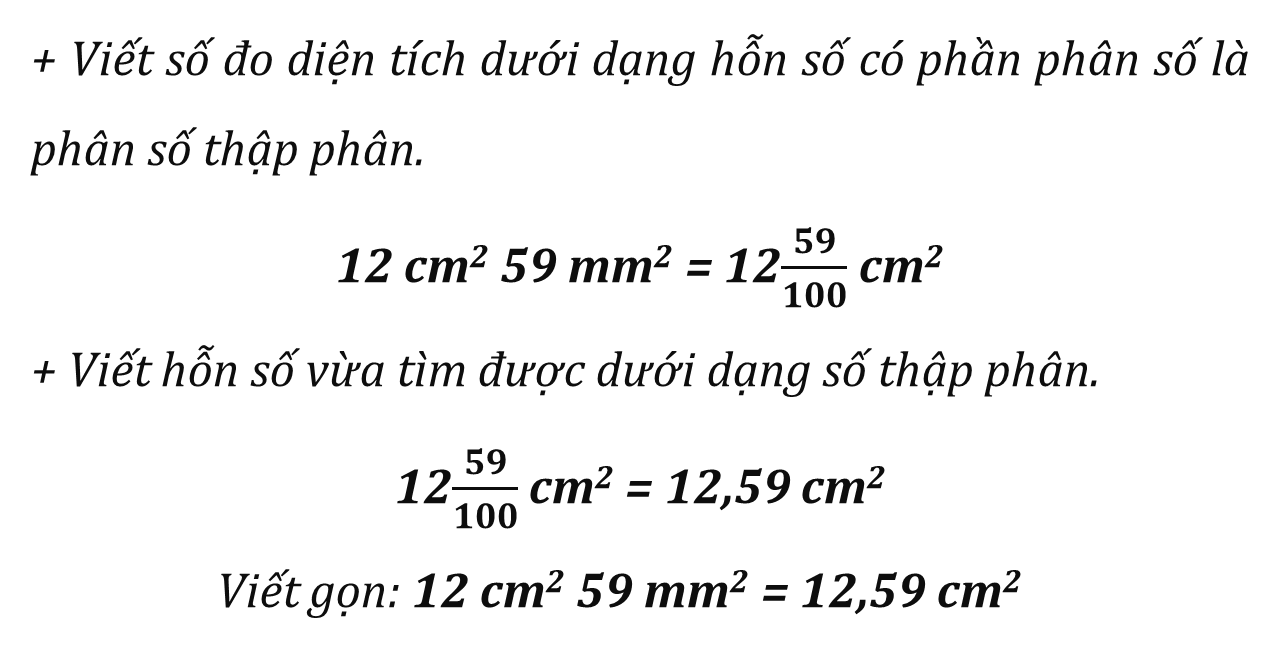 + Viết số đo diện tích dưới dạng hỗn số có phần phân số là
phân số thập phân.
12 cm² 59 mm² = 12 59/100 cm²
+ Viết hỗn số vừa tìm được dưới dạng số thập phân.
12 59/100 cm² = 12,59 cm²
Viết gọn: 12 cm² 59 mm² = 12,59 cm²